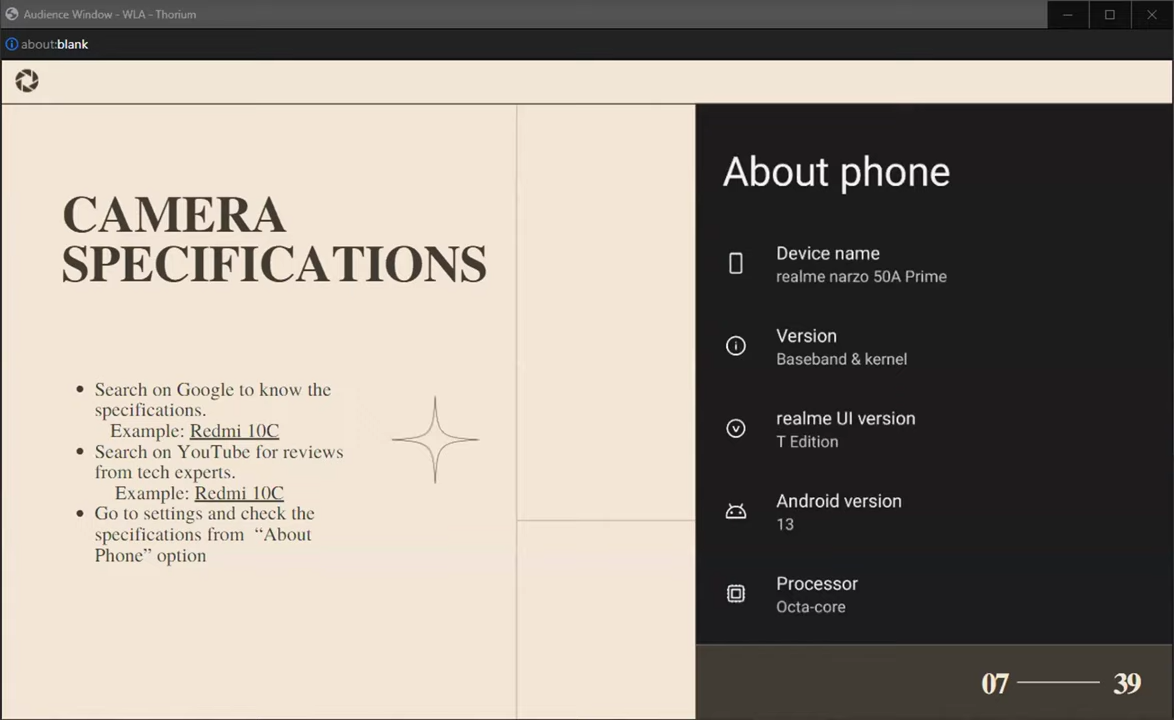 Audience Window - WLA - Thorium
about:blank
CAMERA
SPECIFICATIONS
• Search on Google to know the
specifications.
Example: Redmi 10C
• Search on YouTube for reviews
from tech experts.
Example: Redmi 10C
• Go to settings and check the
specifications from “About
Phone” option
About phone
Device name
realme narzo 50A Prime
Version
Baseband & kernel
realme UI version
T Edition
Android version
13
Processor
Octa-core
07 39